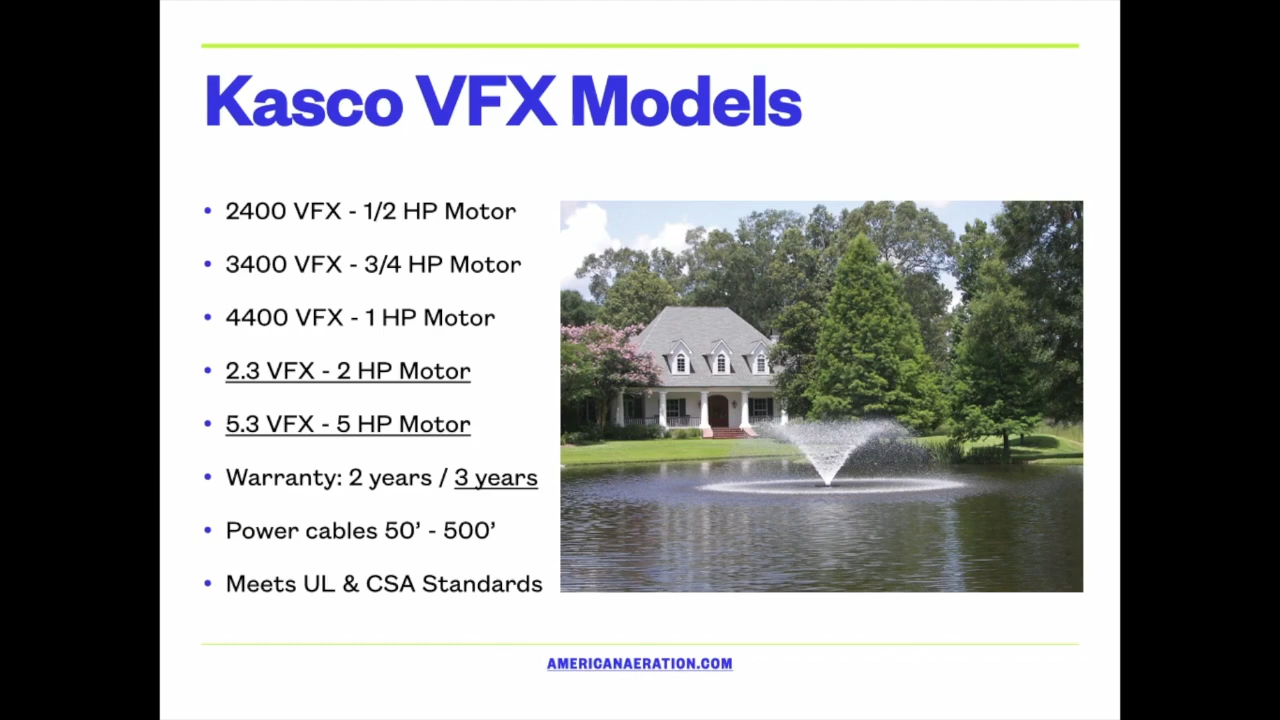 Kasco VFX Models
• 2400 VFX - 1/2 HP Motor
• 3400 VFX - 3/4 HP Motor
• 4400 VFX - 1 HP Motor
• 2.3 VFX - 2 HP Motor
• 5.3 VFX - 5 HP Motor
• Warranty: 2 years / 3 years
• Power cables 50’ - 500’
• Meets UL & CSA Standards
AMERICANAERATION.COM